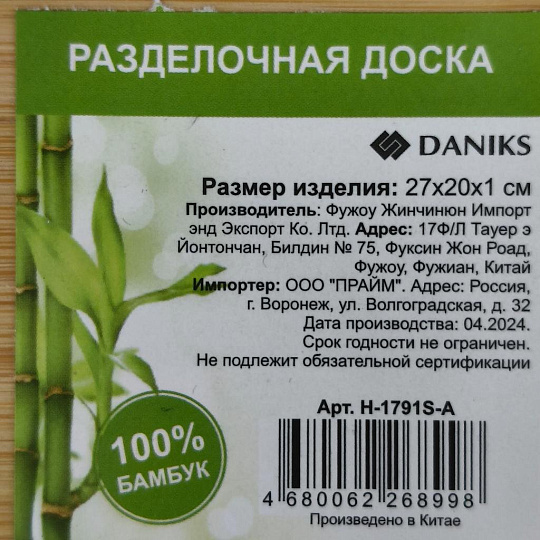 РАЗДЕЛОЧНАЯ ДОСКА
DANIKS
Размер изделия: 27х20х1 см
Производитель: Фужоу Жинчинюн Импорт
энд Экспорт Ко. Лтд. Адрес: 17Ф/Л Тауер э
Йонтончан, Билдин № 75, Фуксин Жон Роад,
Фужоу, Фужиан, Китай
Импортер: ООО "ПРАЙМ". Адрес: Россия,
г. Воронеж, ул. Волгоградская, д. 32
Дата производства: 04.2024.
Срок годности не ограничен.
Не подлежит обязательной сертификации
Арт. H-1791S-A
100%
БАМБУК
4 680062 268998
Произведено в Китае